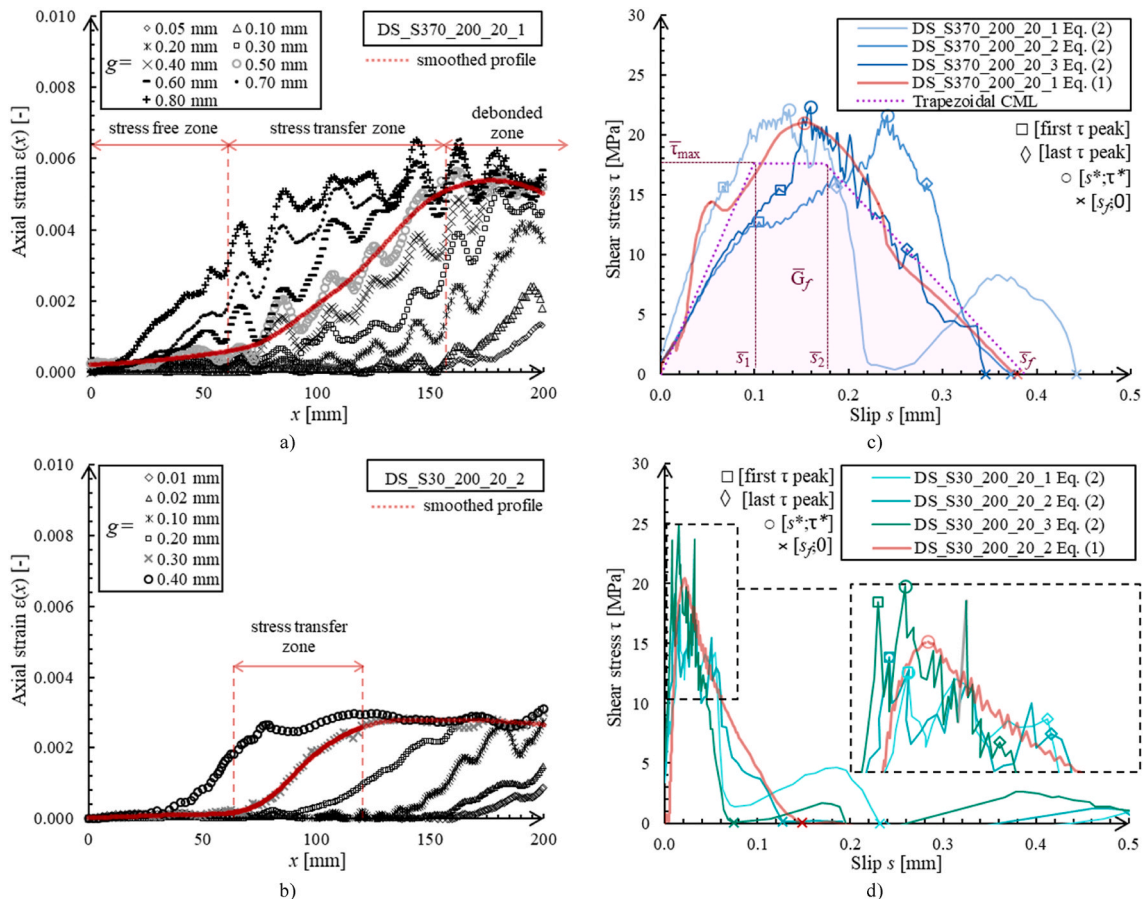 0.010
0.008
0.006
0.004
0.002
0.000
Axial strain ε(x) [-]
g=
0.05 mm
0.10 mm
0.20 mm
0.30 mm
0.40 mm
0.50 mm
0.60 mm
0.70 mm
0.80 mm
DS_S370_200_20_1
smoothed profile
stress free zone
stress transfer zone
debonded
zone
0
50
100
150
200
x [mm]
a)
30
25
20
15
10
5
0
Shear stress τ [MPa]
DS_S370_200_20_1 Eq. (2)
DS_S370_200_20_2 Eq. (2)
DS_S370_200_20_3 Eq. (2)
DS_S370_200_20_1 Eq. (1)
Trapezoidal CML
[first τ peak]
[last τ peak]
[s*;τ*]
[sf;0]
τ̅max
G̅f
s̅1
s̅2
s̅f
0.0
0.1
0.2
0.3
0.4
0.5
Slip s [mm]
c)
0.010
0.008
0.006
0.004
0.002
0.000
Axial strain ε(x) [-]
g=
0.01 mm
0.02 mm
0.10 mm
0.20 mm
0.30 mm
0.40 mm
DS_S30_200_20_2
smoothed profile
stress transfer
zone
0
50
100
150
200
x [mm]
b)
30
25
20
15
10
5
0
Shear stress τ [MPa]
[first τ peak]
[last τ peak]
[s*;τ*]
[sf;0]
DS_S30_200_20_1 Eq. (2)
DS_S30_200_20_2 Eq. (2)
DS_S30_200_20_3 Eq. (2)
DS_S30_200_20_2 Eq. (1)
0.0
0.1
0.2
0.3
0.4
0.5
Slip s [mm]
d)